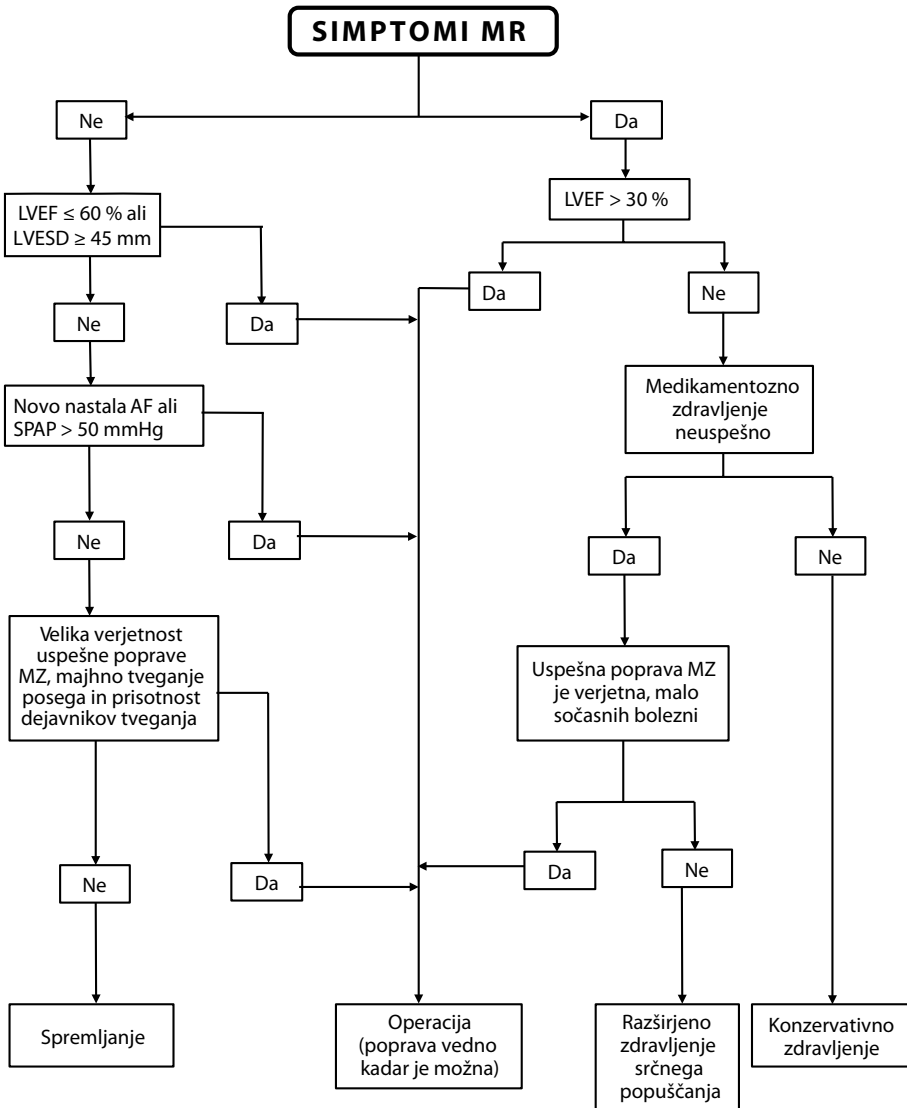 SIMPTOMI MR
Ne
Da
LVEF ≤ 60 % ali
LVESD ≥ 45 mm
LVEF > 30 %
Da
Ne
Ne
Da
Novo nastala AF ali
SPAP > 50 mmHg
Medikamentozno
zdravljenje
neuspešno
Ne
Da
Da
Ne
Velika verjetnost
uspešne poprave
MZ, majhno tveganje
posega in prisotnost
dejavnikov tveganja
Uspešna poprava MZ
je verjetna, malo
sočasnih bolezni
Ne
Da
Da
Ne
Spremljanje
Operacija
(poprava vedno
kadar je možna)
Razširjeno
zdravljenje
srčnega
popuščanja
Konzervativno
zdravljenje